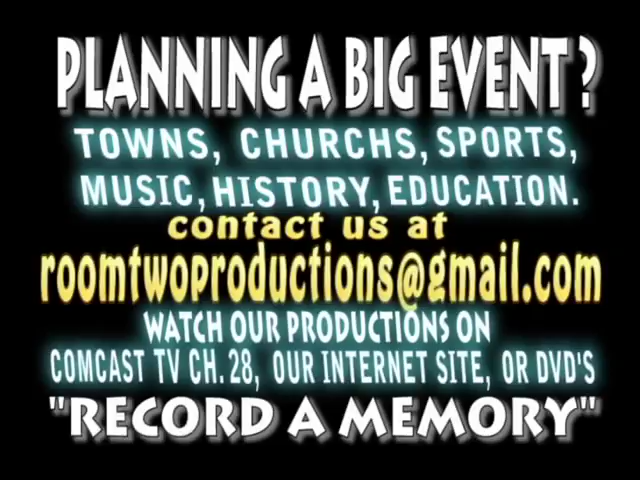 PLANNING A BIG EVENT?
TOWNS, CHURCHS, SPORTS,
MUSIC, HISTORY, EDUCATION.
contact us at
roomtwoproductions@gmail.com
WATCH OUR PRODUCTIONS ON
COMCAST TV CH. 28, OUR INTERNET SITE, OR DVD'S
"RECORD A MEMORY"